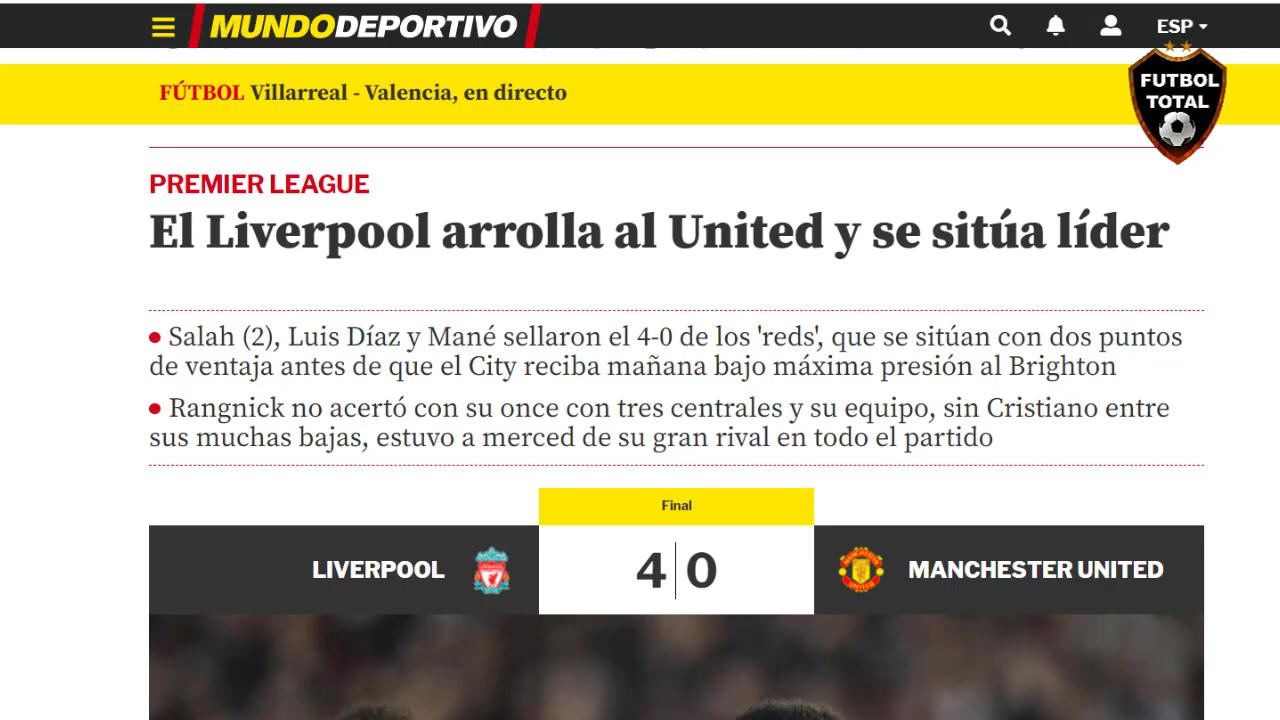 MUNDODEPORTIVO
ESP
FÚTBOL Villarreal - Valencia, en directo
FUTBOL
TOTAL
PREMIER LEAGUE
El Liverpool arrolla al United y se sitúa líder
Salah (2), Luis Díaz y Mané sellaron el 4-0 de los 'reds', que se sitúan con dos puntos
de ventaja antes de que el City reciba mañana bajo máxima presión al Brighton
Rangnick no acertó con su once con tres centrales y su equipo, sin Cristiano entre
sus muchas bajas, estuvo a merced de su gran rival en todo el partido
Final
LIVERPOOL 4 0 MANCHESTER UNITED